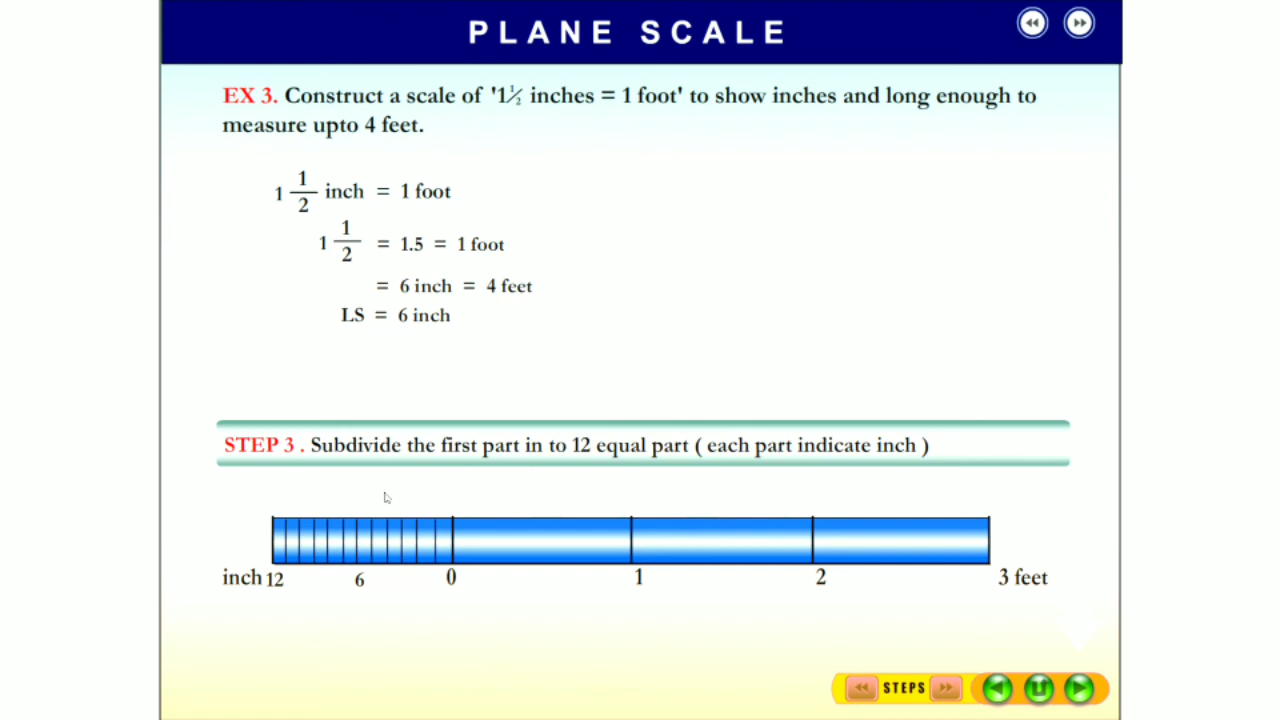 PLANE SCALE
EX 3. Construct a scale of '1½ inches = 1 foot' to show inches and long enough to
measure upto 4 feet.
1 1/2 inch = 1 foot
1 1/2 = 1.5 = 1 foot
= 6 inch = 4 feet
LS = 6 inch
STEP 3 . Subdivide the first part in to 12 equal part ( each part indicate inch )
inch 12 6 0 1 2 3 feet
STEPS